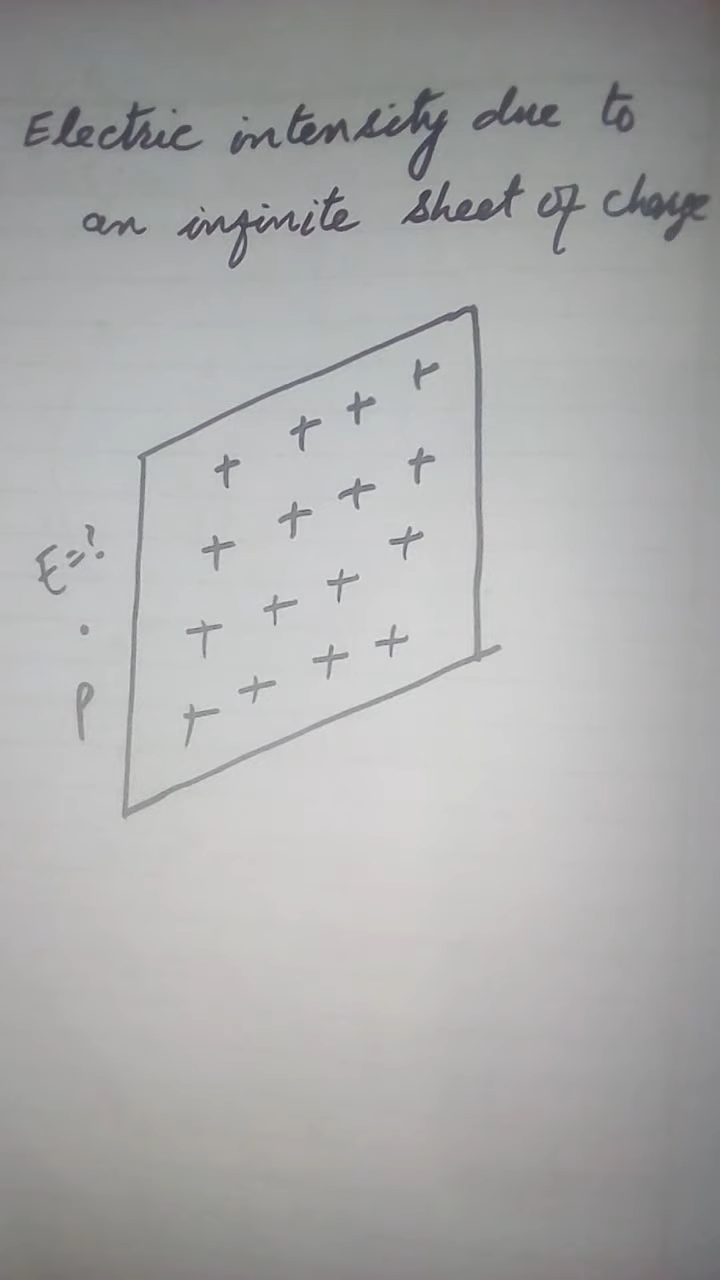 Electric intensity due to
an infinite sheet of charge
+ + + +
+ + + +
+ + + +
+ + + +
E=?
P